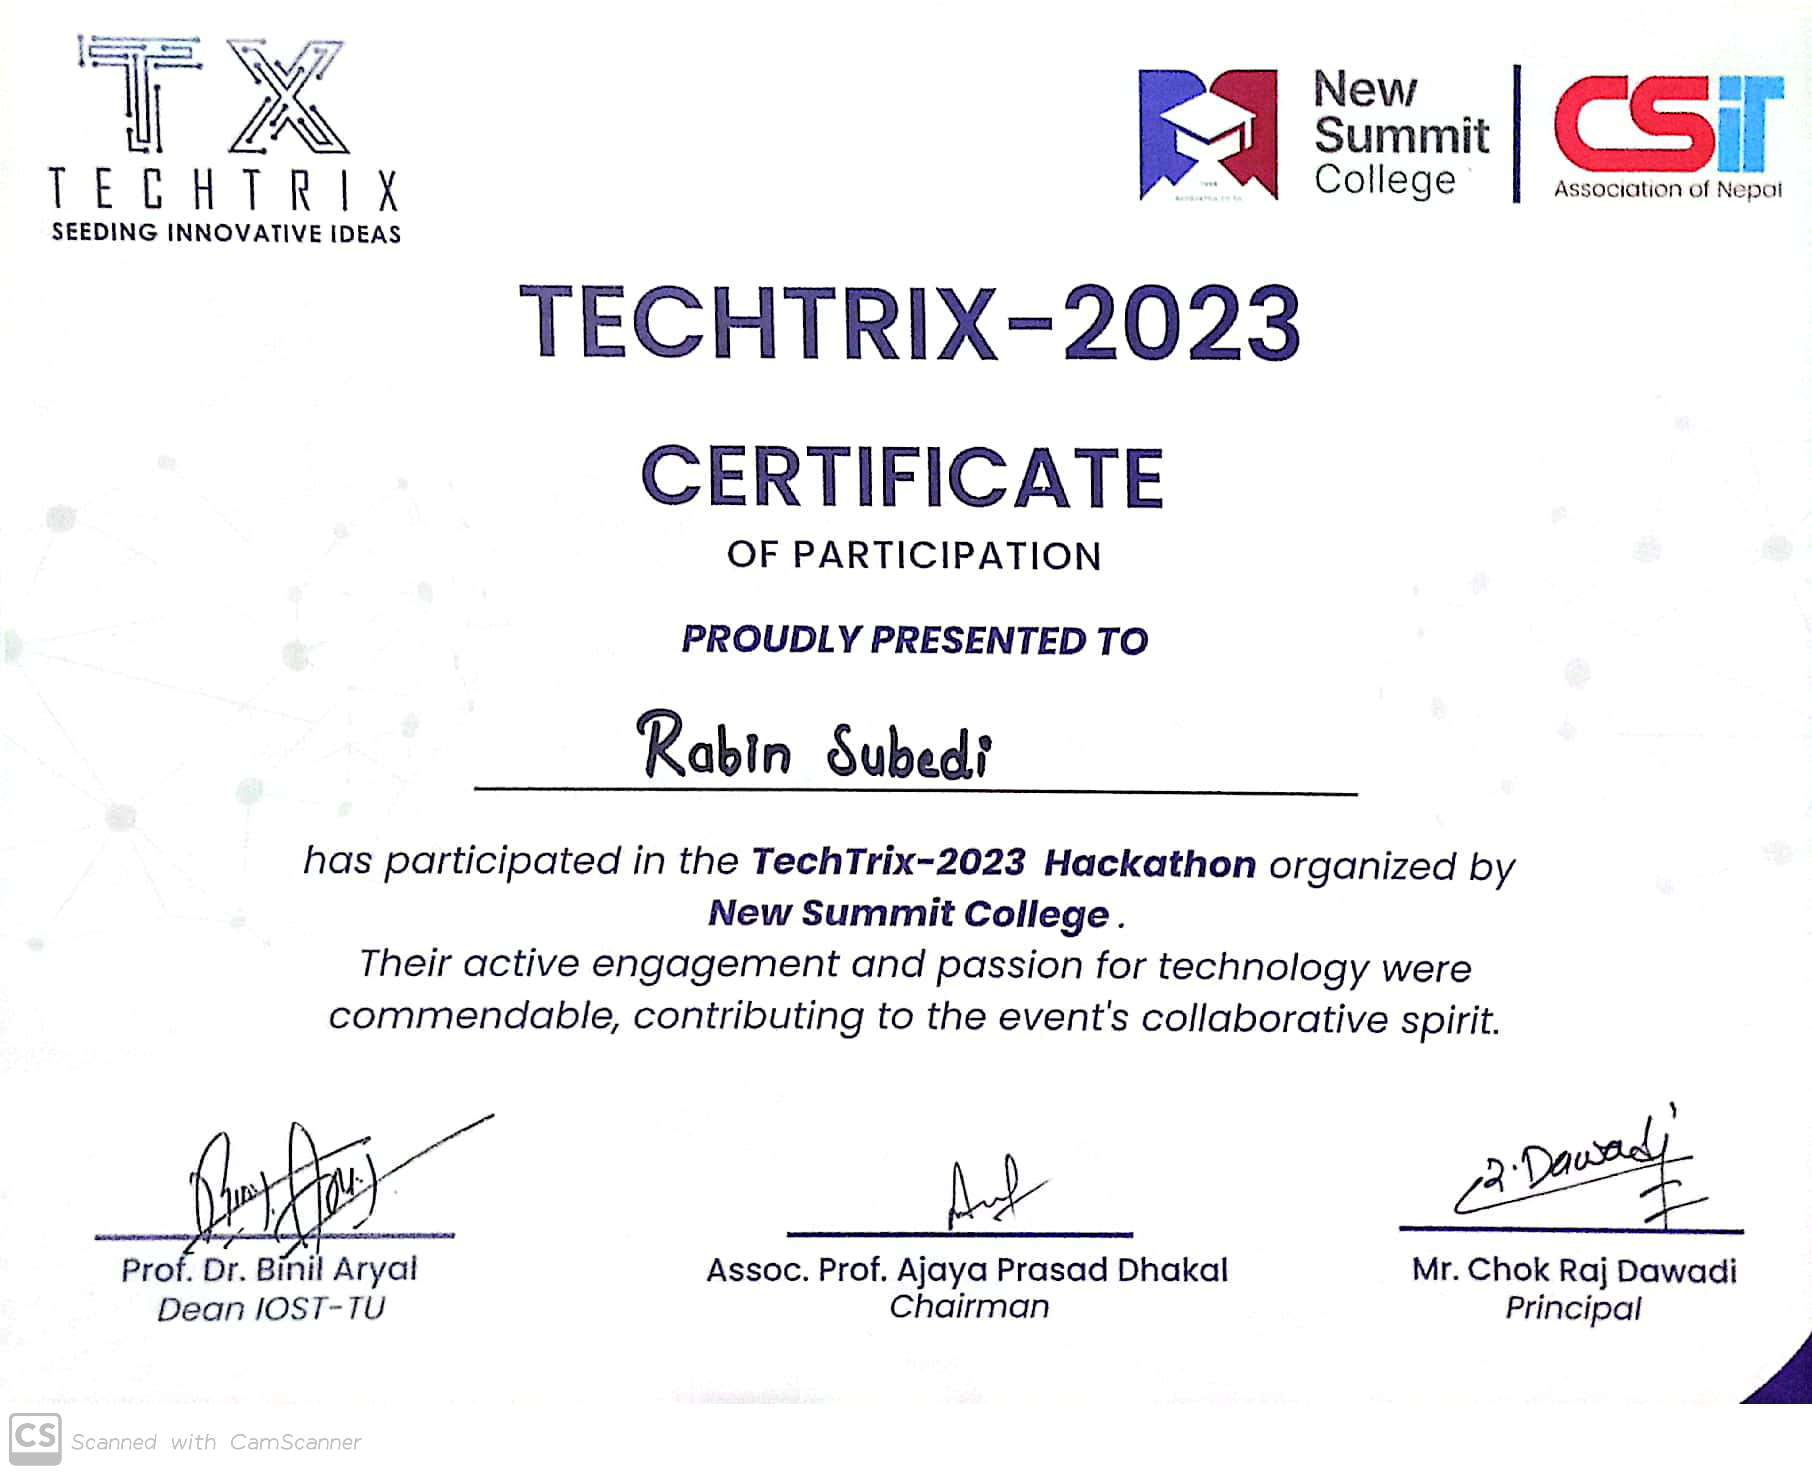 TX
TECHTRIX
SEEDING INNOVATIVE IDEAS
New
Summit
College
CSiT
Association of Nepal
TECHTRIX-2023
CERTIFICATE
OF PARTICIPATION
PROUDLY PRESENTED TO
Rabin Subedi
has participated in the TechTrix-2023 Hackathon organized by
New Summit College .
Their active engagement and passion for technology were
commendable, contributing to the event's collaborative spirit.
Prof. Dr. Binil Aryal
Dean IOST-TU
Assoc. Prof. Ajaya Prasad Dhakal
Chairman
Dawadi
Mr. Chok Raj Dawadi
Principal
CS Scanned with CamScanner